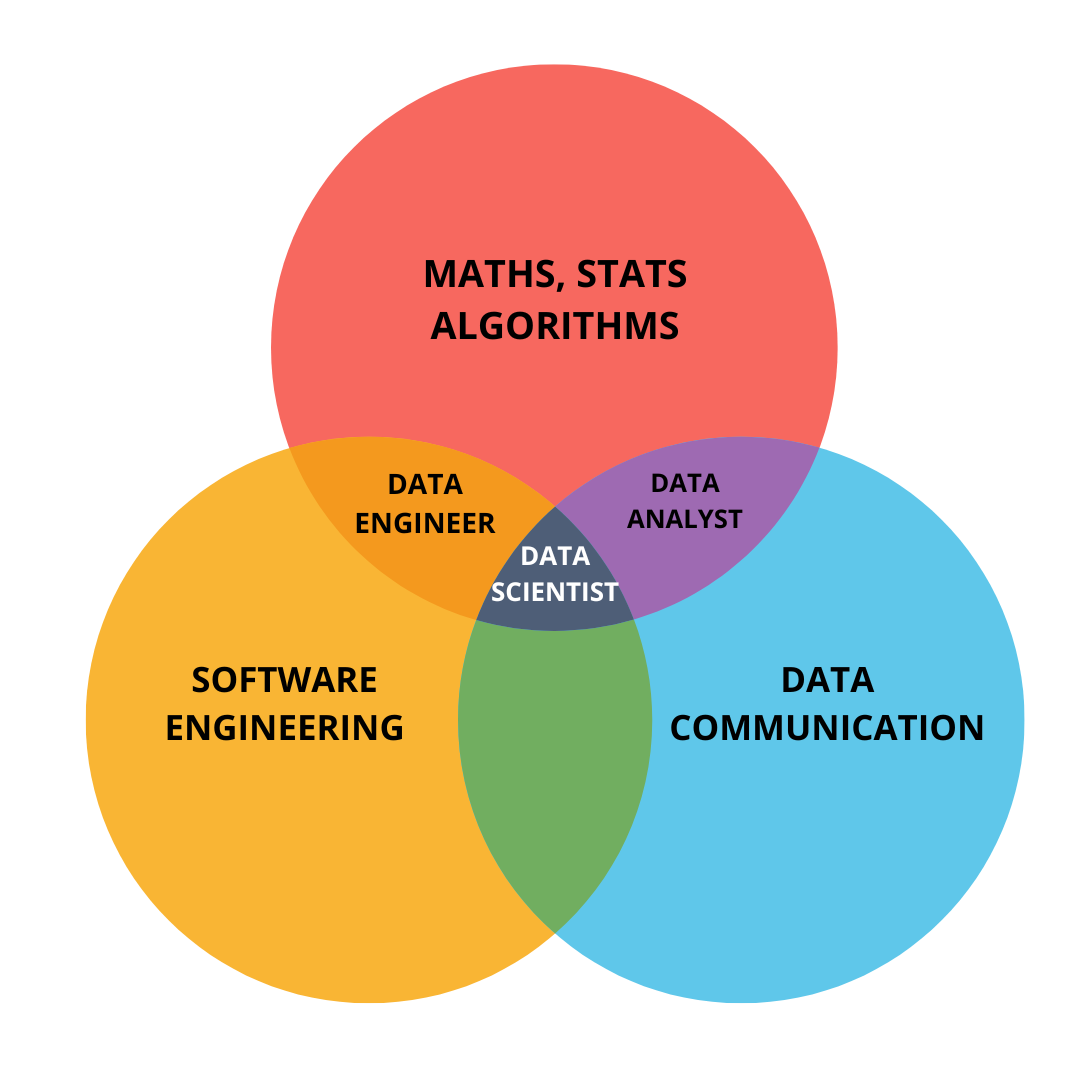 MATHS, STATS
ALGORITHMS
DATA
ENGINEER
DATA
ANALYST
DATA
SCIENTIST
SOFTWARE
ENGINEERING
DATA
COMMUNICATION